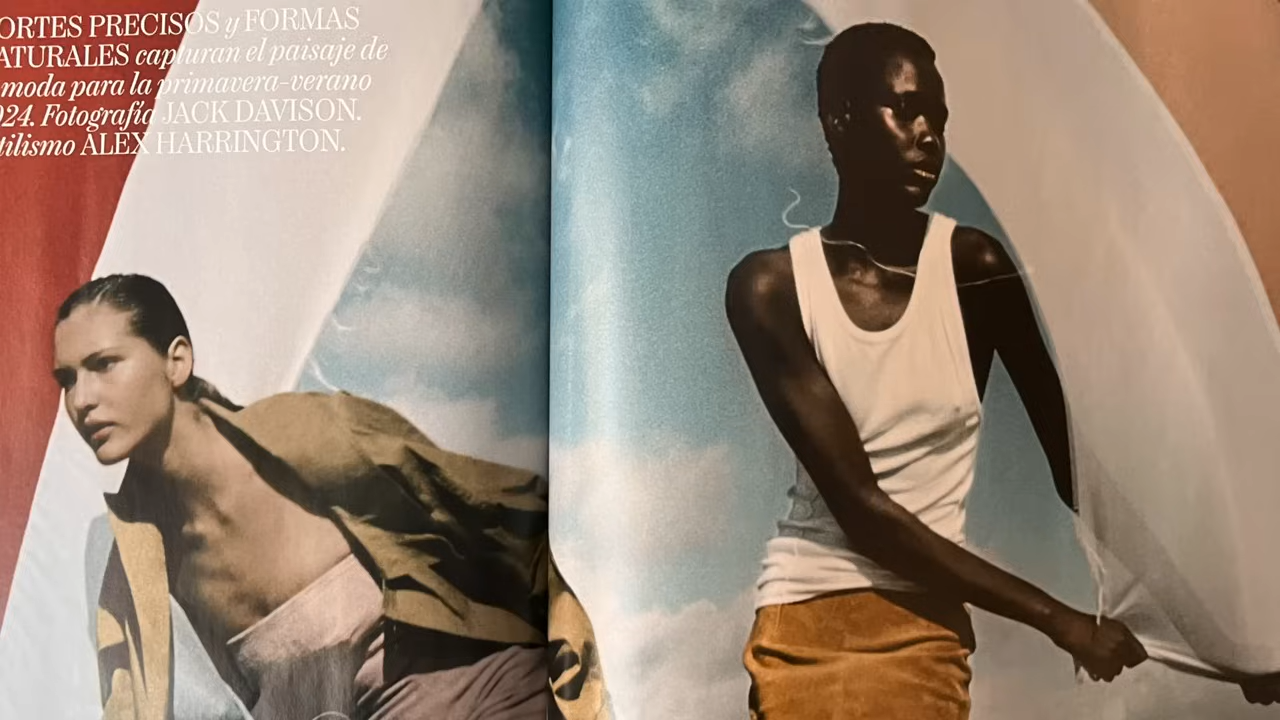 ORTES PRECISOS y FORMAS
ATURALES capturan el paisaje de
moda para la primavera-verano
024. Fotografía JACK DAVISON.
tilismo ALEX HARRINGTON.